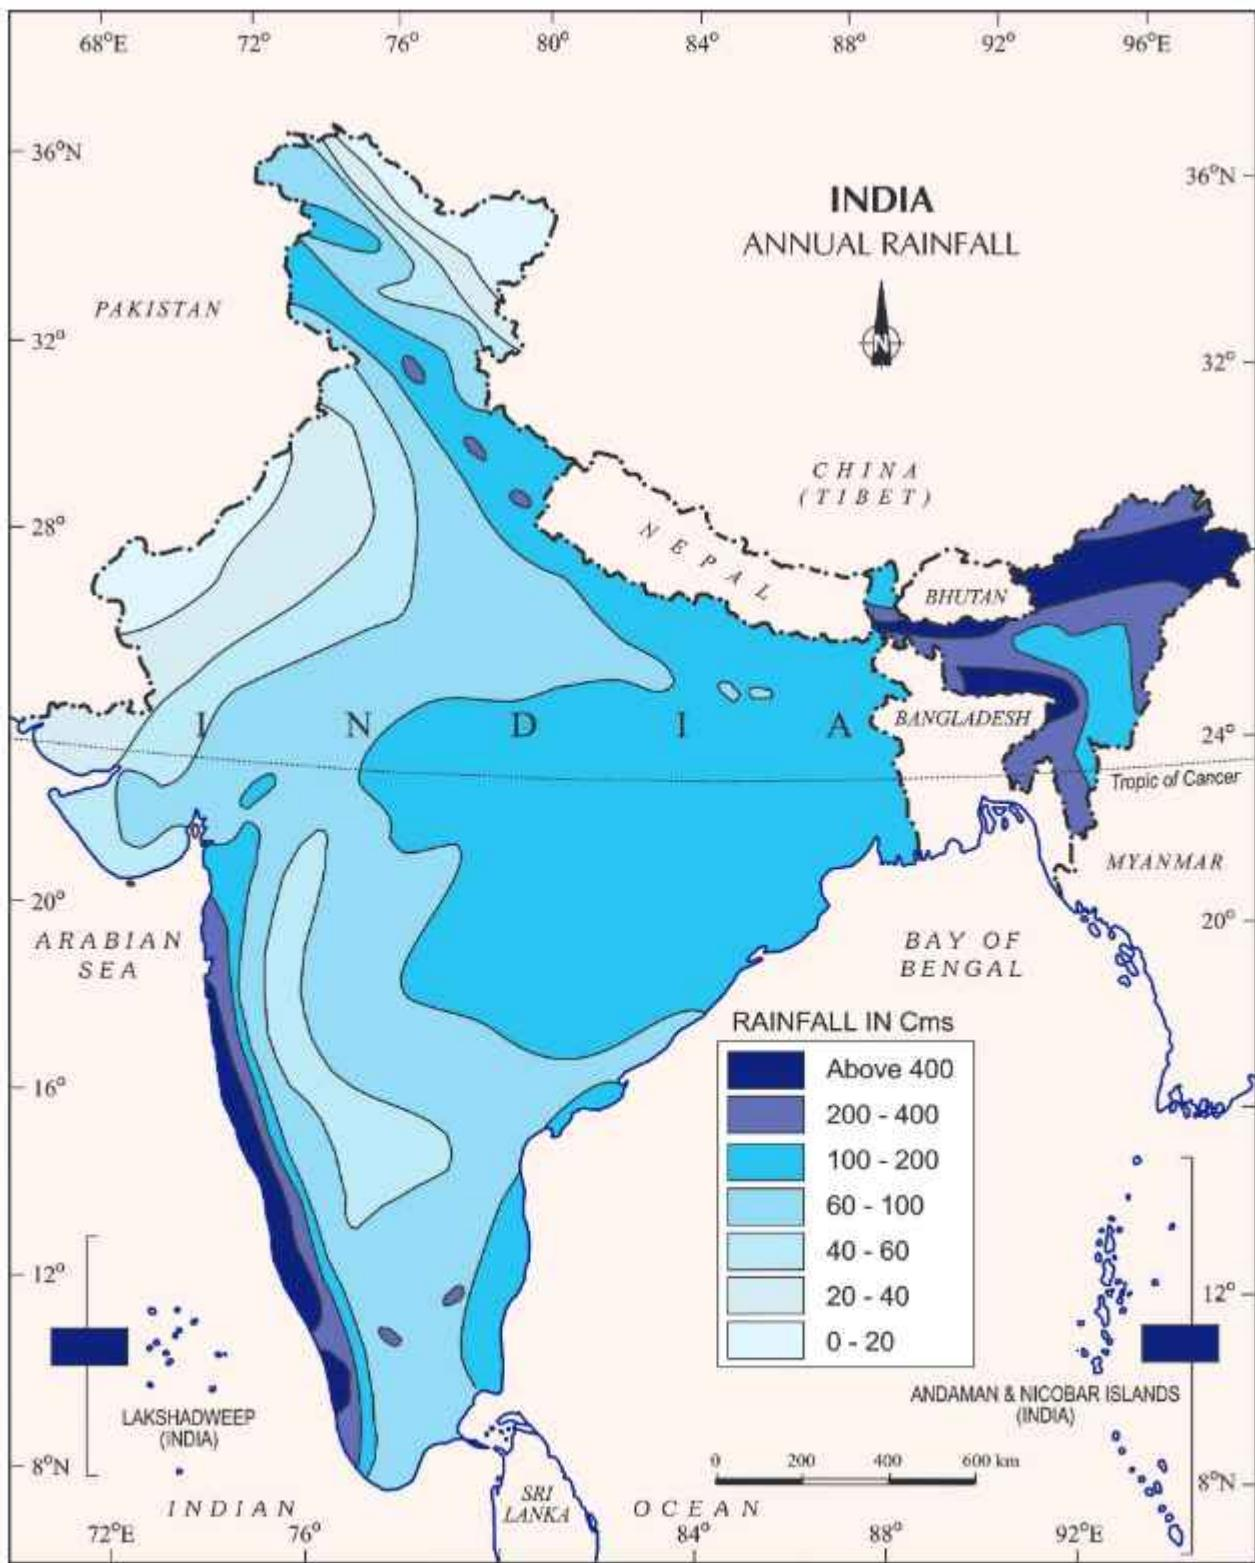 68°E 72° 76° 80° 84° 88° 92° 96°E
36°N
36°N
INDIA
ANNUAL RAINFALL
N
PAKISTAN
32°
32°
CHINA
(TIBET)
28°
NEPAL
BHUTAN
INDIA
BANGLADESH
24°
Tropic of Cancer
MYANMAR
20°
20°
ARABIAN
SEA
BAY OF
BENGAL
RAINFALL IN Cms
Above 400
200 - 400
100 - 200
60 - 100
40 - 60
20 - 40
0 - 20
16°
12°
12°
LAKSHADWEEP
(INDIA)
ANDAMAN & NICOBAR ISLANDS
(INDIA)
0 200 400 600 km
8°N
8°N
SRI
LANKA
INDIAN OCEAN
72°E 76° 84° 88° 92°E